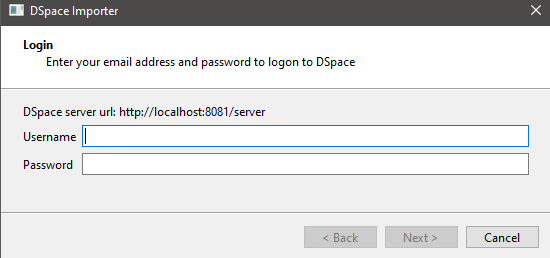 DSpace Importer
Login
Enter your email address and password to logon to DSpace
DSpace server url: http://localhost:8081/server
Username
Password
< Back Next > Cancel